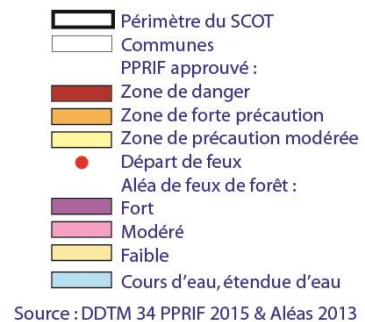 Périmètre du SCOT
Communes
PPRIF approuvé :
Zone de danger
Zone de forte précaution
Zone de précaution modérée
Départ de feux
Aléa de feux de forêt :
Fort
Modéré
Faible
Cours d'eau, étendue d'eau
Source : DDTM 34 PPRIF 2015 & Aléas 2013